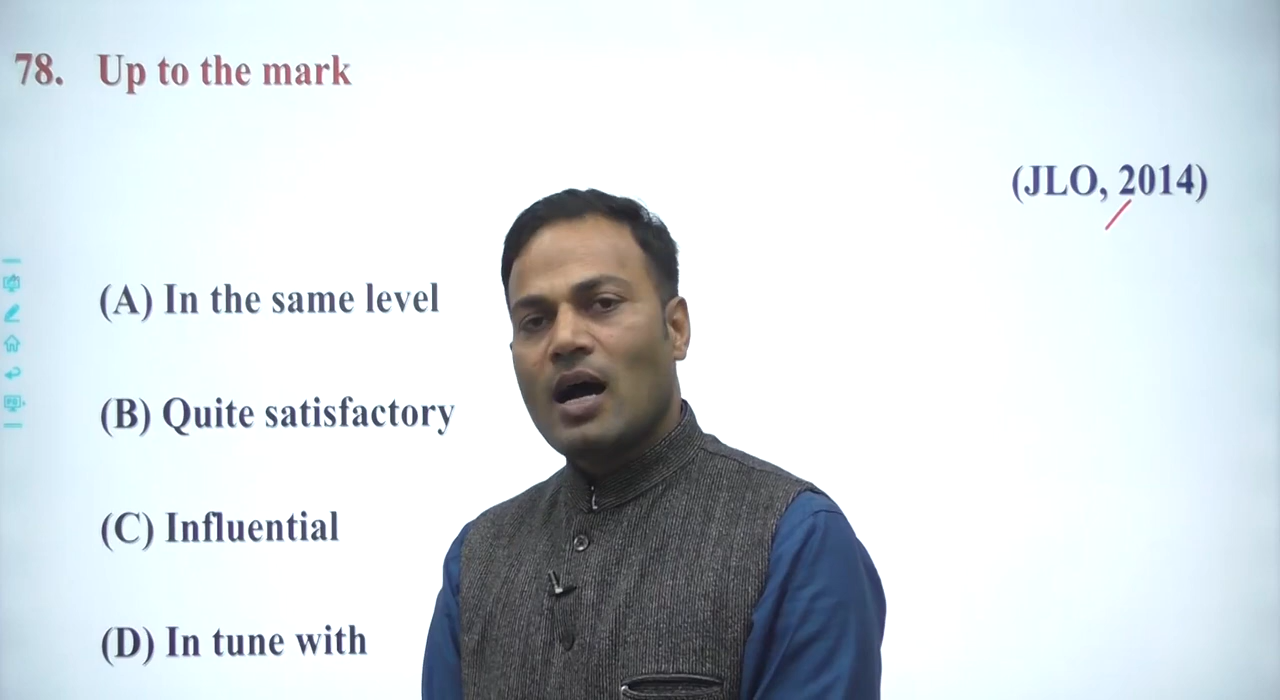 78. Up to the mark
(JLO, 2014)
(A) In the same level
(B) Quite satisfactory
(C) Influential
(D) In tune with